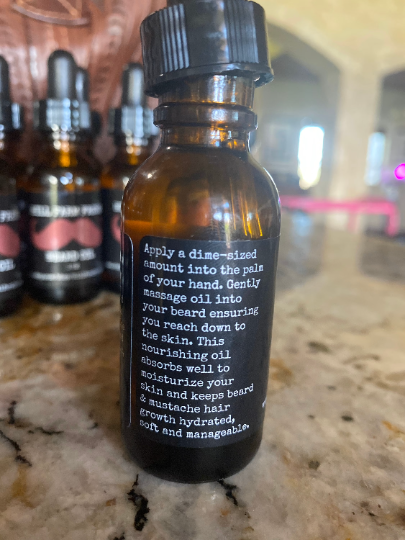 Apply a dime-sized
amount into the palm
of your hand. Gently
massage oil into
your beard ensuring
you reach down to
the skin. This
nourishing oil
absorbs well to
moisturize your
skin and keeps beard
& mustache hair
growth hydrated,
soft and manageable.
BEARD OIL